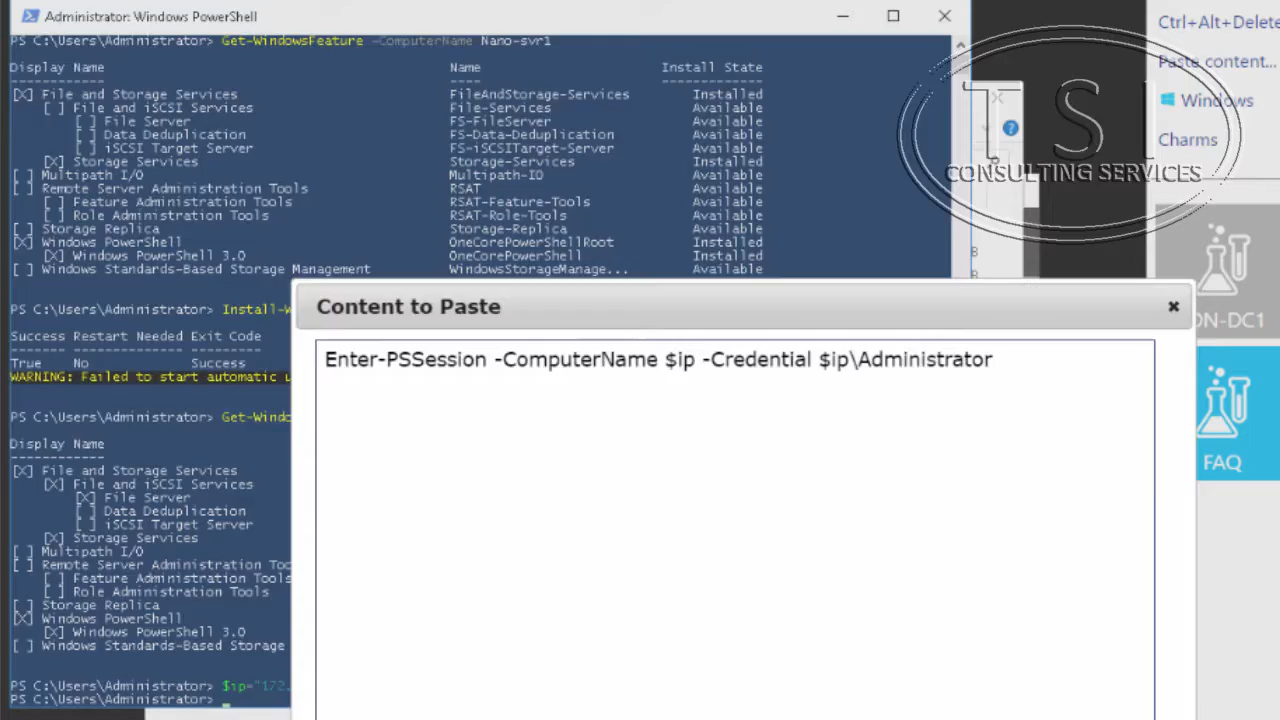 Administrator: Windows PowerShell
PS C:\Users\Administrator> Get-WindowsFeature -ComputerName Nano-svr1
Display Name Name Install State
------------ ---- -------------
[X] File and Storage Services FileAndStorage-Services Installed
[ ] File and iSCSI Services File-Services Available
[ ] File Server FS-FileServer Available
[ ] Data Deduplication FS-Data-Deduplication Available
[ ] iSCSI Target Server FS-iSCSITarget-Server Available
[X] Storage Services Storage-Services Installed
[ ] Multipath I/O Multipath-IO Available
[ ] Remote Server Administration Tools RSAT Available
[ ] Feature Administration Tools RSAT-Feature-Tools Available
[ ] Role Administration Tools RSAT-Role-Tools Available
[ ] Storage Replica Storage-Replica Available
[X] Windows PowerShell OneCorePowerShellRoot Installed
[X] Windows PowerShell 3.0 OneCorePowerShell Installed
[ ] Windows Standards-Based Storage Management WindowsStorageManage... Available
PS C:\Users\Administrator> Install-W
Success Restart Needed Exit Code
------- -------------- ---------
True No Success
WARNING: Failed to start automatic u
PS C:\Users\Administrator> Get-Windo
Display Name
------------
[X] File and Storage Services
[X] File and iSCSI Services
[X] File Server
[ ] Data Deduplication
[ ] iSCSI Target Server
[X] Storage Services
[ ] Multipath I/O
[ ] Remote Server Administration Too
[ ] Feature Administration Tools
[ ] Role Administration Tools
[ ] Storage Replica
[X] Windows PowerShell
[X] Windows PowerShell 3.0
[ ] Windows Standards-Based Storage
PS C:\Users\Administrator> $ip="172.
PS C:\Users\Administrator>
Content to Paste
Enter-PSSession -ComputerName $ip -Credential $ip\Administrator
Ctrl+Alt+Delete
Paste content...
Windows
Charms
TSI
CONSULTING SERVICES
ON-DC1
FAQ